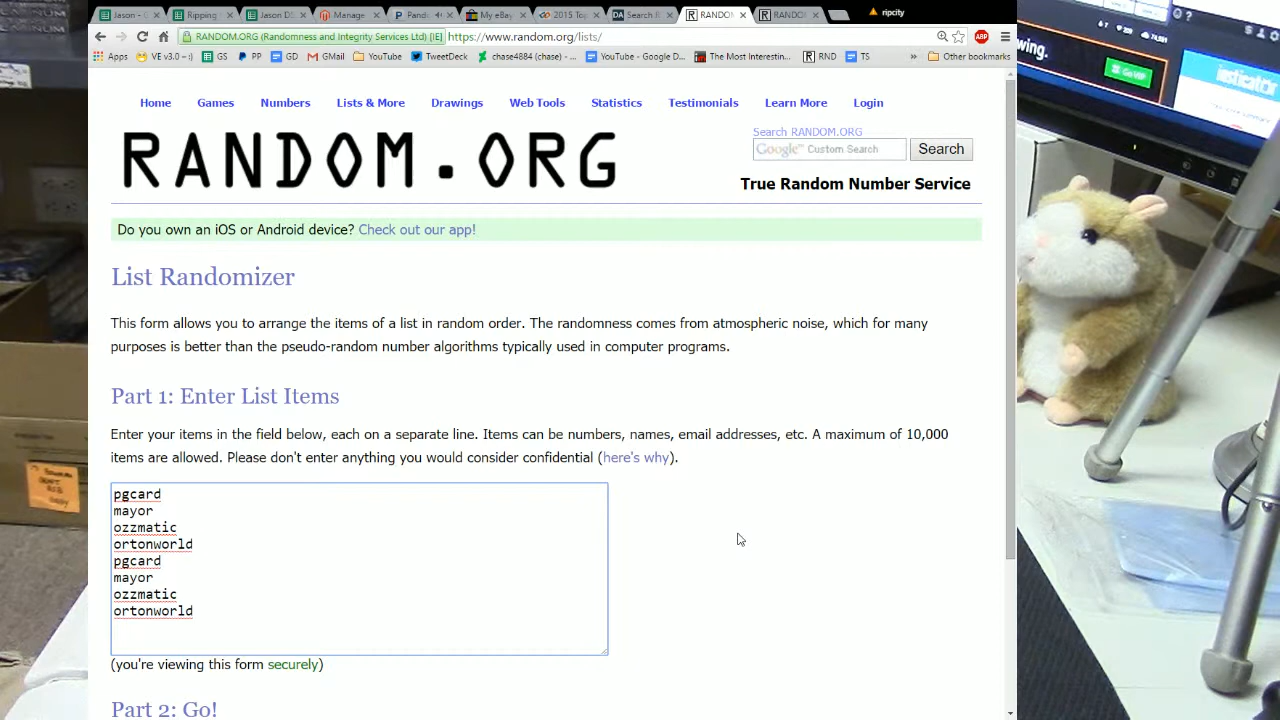 Jason - G
Ripping
Jason DS
Manage
Pand
My eBay
2015 Top
Search R
RANDO
RANDO
ripcity
RANDOM.ORG (Randomness and Integrity Services Ltd) [IE] https://www.random.org/lists/
Apps VE v3.0 ~ :) GS PP GD GMail YouTube TweetDeck chase4884 (chase) - ... YouTube - Google D... The Most Interestin... RND TS » Other bookmarks
Home Games Numbers Lists & More Drawings Web Tools Statistics Testimonials Learn More Login
RANDOM.ORG
Search RANDOM.ORG
Google™ Custom Search Search
True Random Number Service
Do you own an iOS or Android device? Check out our app!
List Randomizer
This form allows you to arrange the items of a list in random order. The randomness comes from atmospheric noise, which for many
purposes is better than the pseudo-random number algorithms typically used in computer programs.
Part 1: Enter List Items
Enter your items in the field below, each on a separate line. Items can be numbers, names, email addresses, etc. A maximum of 10,000
items are allowed. Please don't enter anything you would consider confidential (here's why).
pgcard
mayor
ozzmatic
ortonworld
pgcard
mayor
ozzmatic
ortonworld
(you're viewing this form securely)
Part 2: Go!
wing.
Go VIP